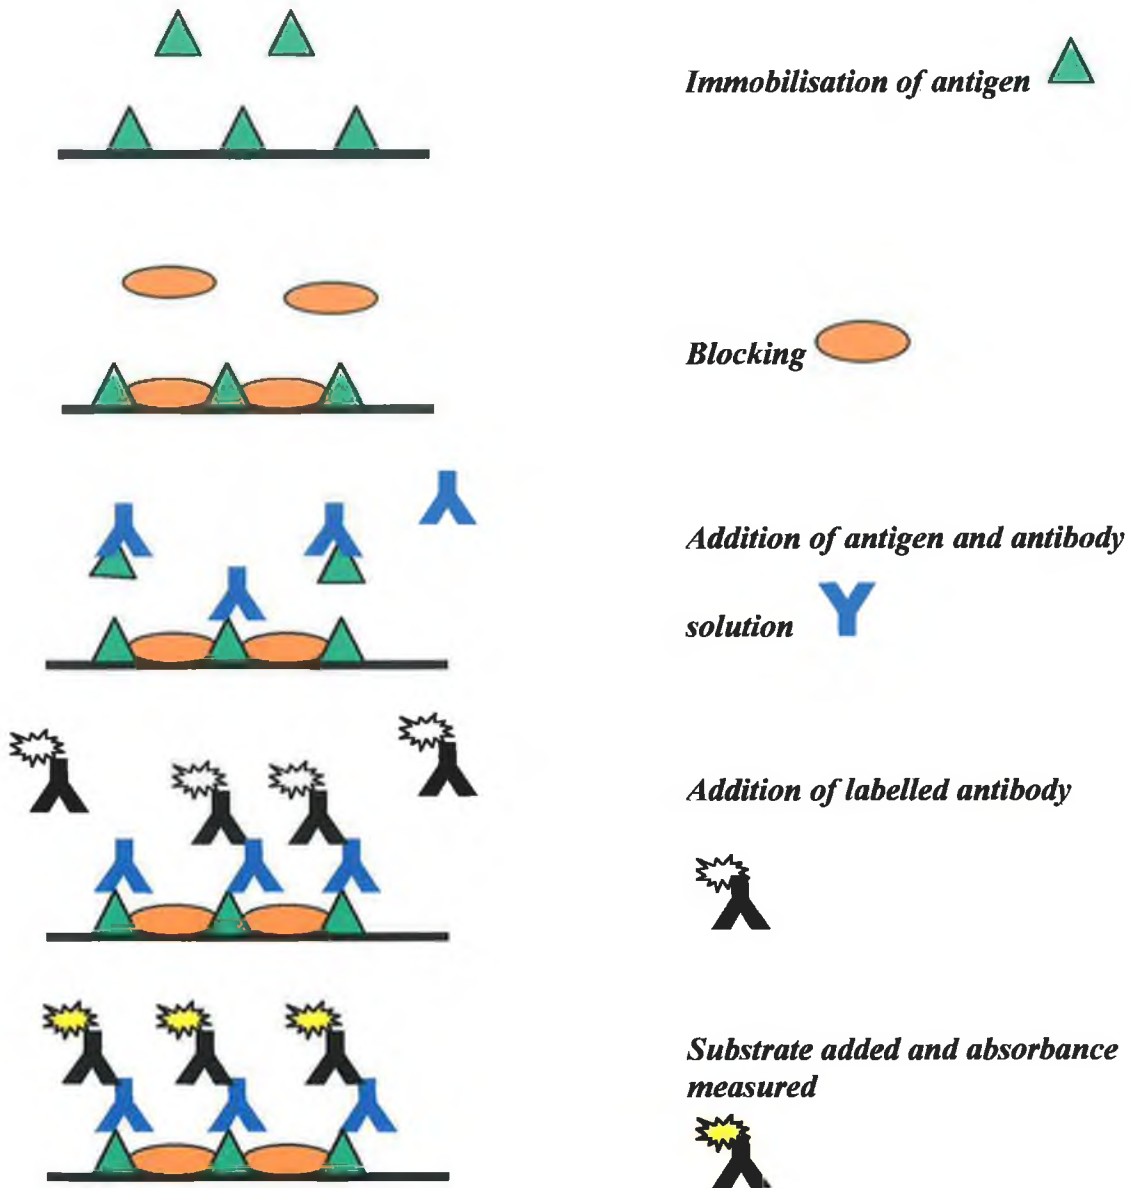 Immobilisation of antigen
Blocking
Addition of antigen and antibody
solution
Addition of labelled antibody
Substrate added and absorbance
measured